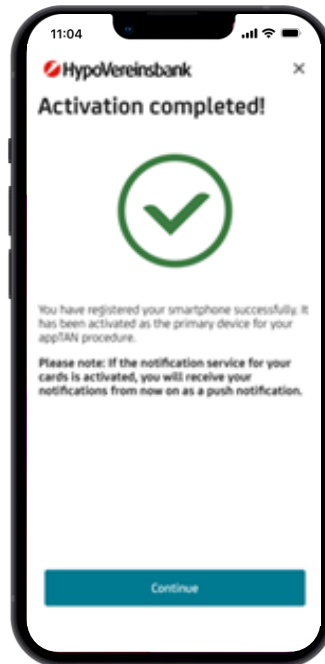 11:04
HypoVereinsbank
Activation completed!
You have registered your smartphone successfully. It
has been activated as the primary device for your
appTAN procedure.
Please note: If the notification service for your
cards is activated, you will receive your
notifications from now on as a push notification.
Continue